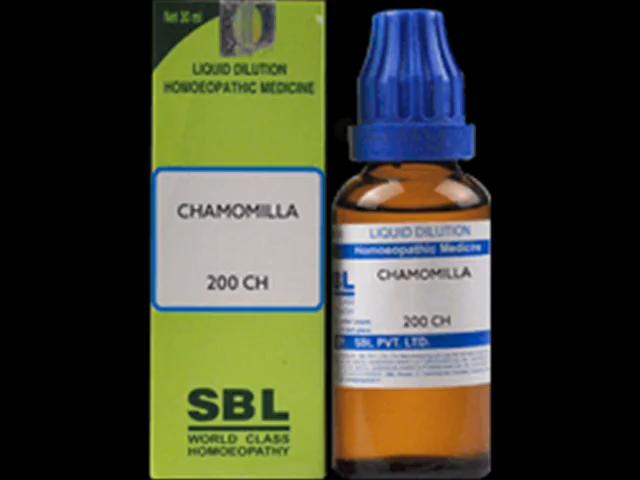 Net 30 ml
LIQUID DILUTION
HOMOEOPATHIC MEDICINE
CHAMOMILLA
200 CH
SBL
WORLD CLASS
HOMOEOPATHY
LIQUID DILUTION
Homoeopathic Medicine
BL
CHAMOMILLA
200 CH
SBL PVT. LTD.